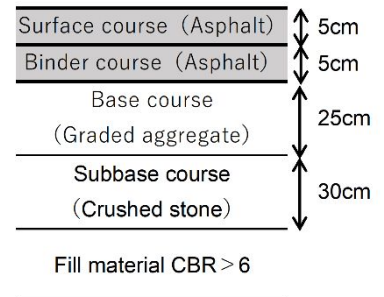 Surface course (Asphalt) 5cm
Binder course (Asphalt) 5cm
Base course
(Graded aggregate)
25cm
Subbase course
(Crushed stone)
30cm
Fill material CBR＞6